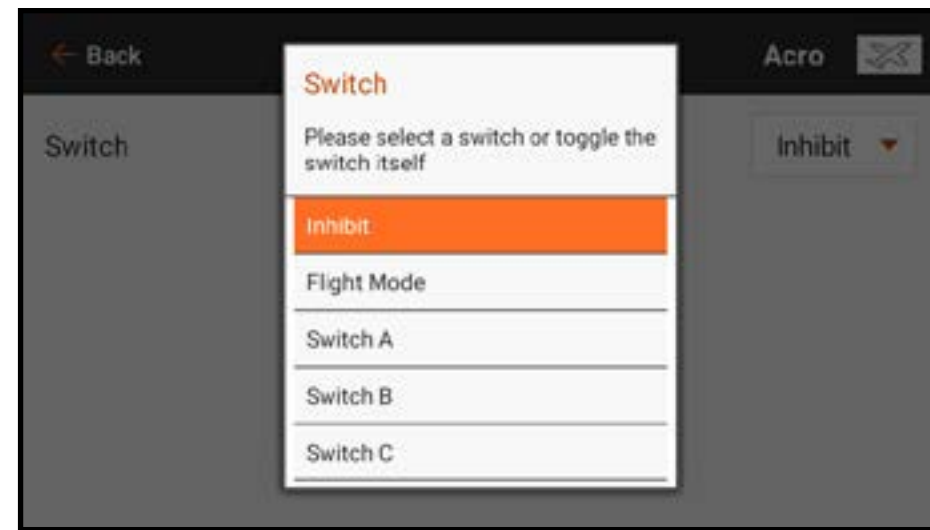 ← Back
Acro
Switch
Inhibit
Switch
Please select a switch or toggle the
switch itself
Inhibit
Flight Mode
Switch A
Switch B
Switch C